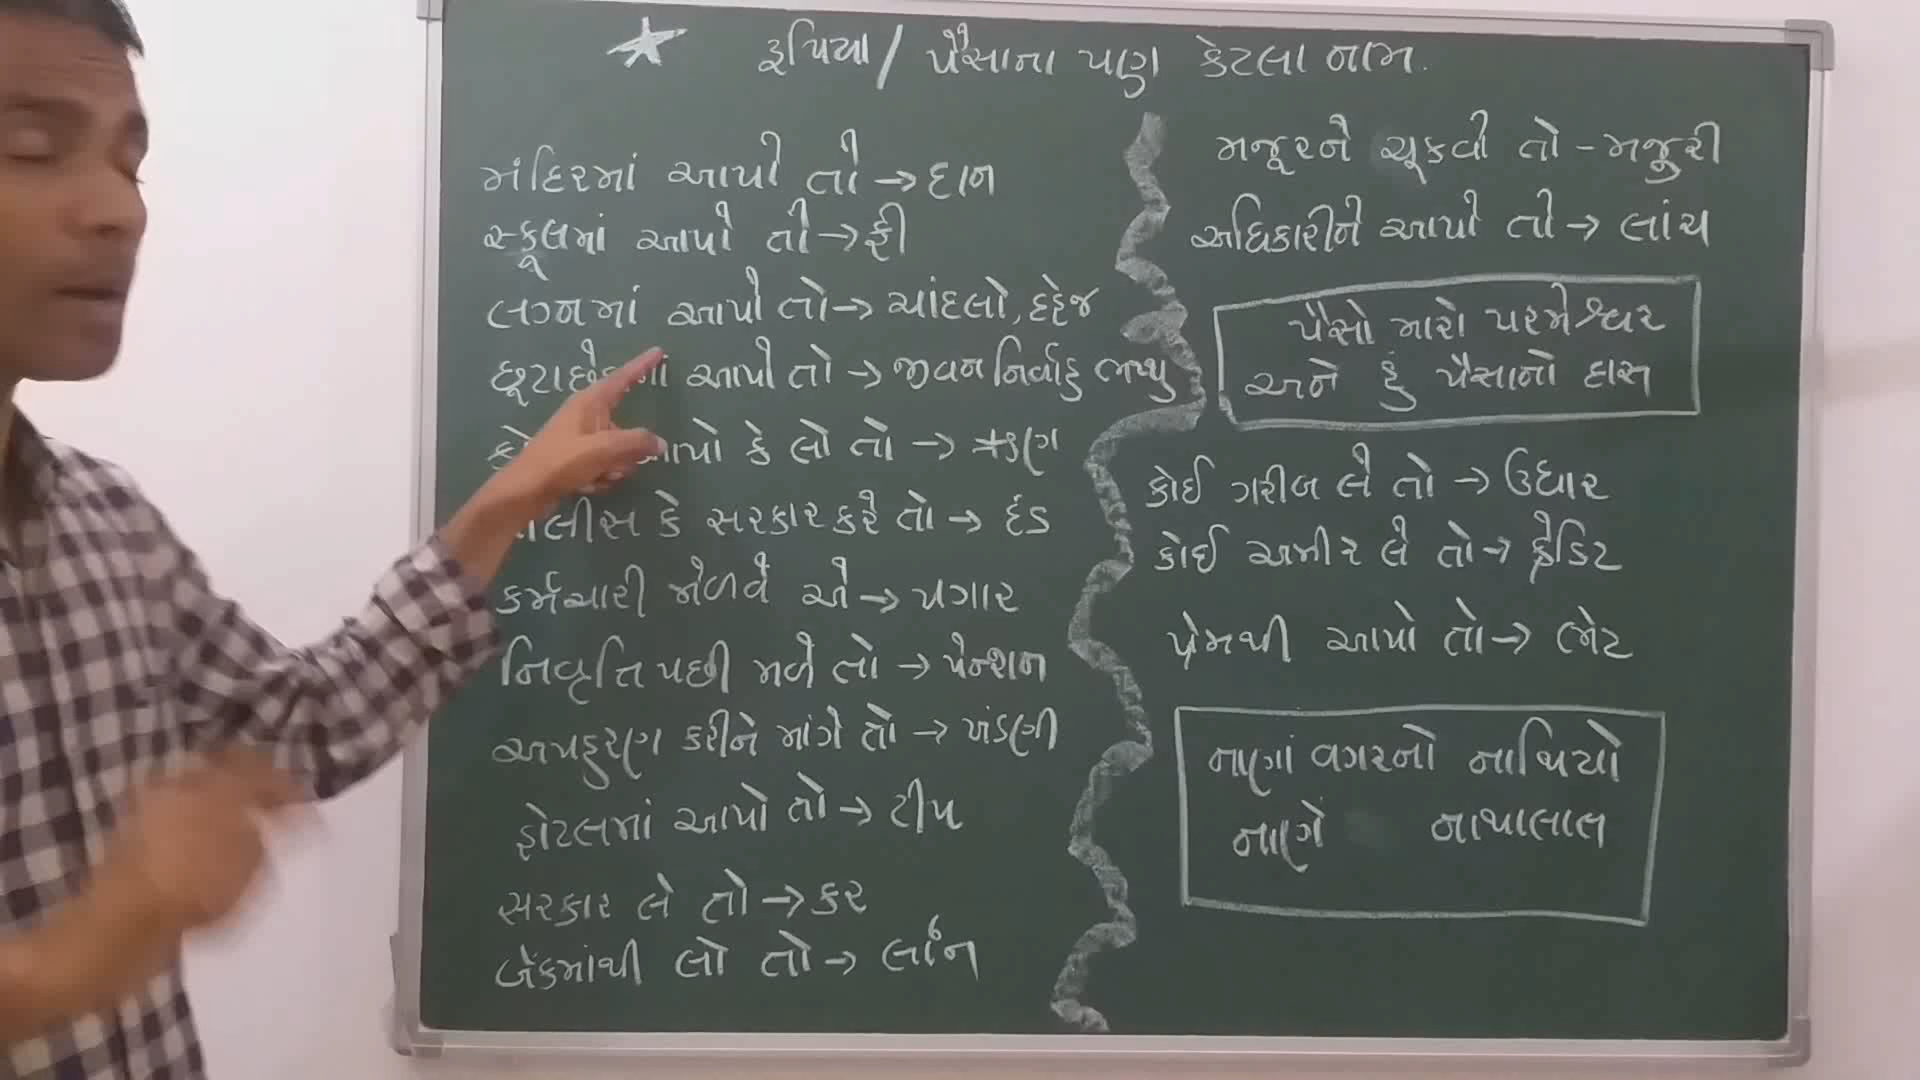 રૂપિયા / પૈસાના પણ કેટલા નામ.
મંદિરમાં આપો તો → દાન
સ્કૂલમાં આપો તો → ફી
લગ્નમાં આપો તો → ચાંદલો, દહેજ
છૂટાછેડામાં આપો તો → જીવન નિર્વાહ ભથ્થુ
આપો કે લો તો → ઋણ
પોલીસ કે સરકાર કરે તો → દંડ
કર્મચારી મેળવે એ → પગાર
નિવૃત્તિ પછી મળે તો → પેન્શન
અપહરણ કરીને માંગે તો → ખંડણી
હોટલમાં આપો તો → ટીપ
સરકાર લે તો → કર
બેંકમાંથી લો તો → લૉન
મજૂરને ચૂકવો તો - મજુરી
અધિકારીને આપો તો → લાંચ
પૈસો મારો પરમેશ્વર
અને હું પૈસાનો દાસ
કોઈ ગરીબ લે તો → ઉધાર
કોઈ અમીર લે તો → ક્રેડિટ
પ્રેમથી આપો તો → ભેટ
નાણાં વગરનો નાથિયો
નાણે નાથાલાલ